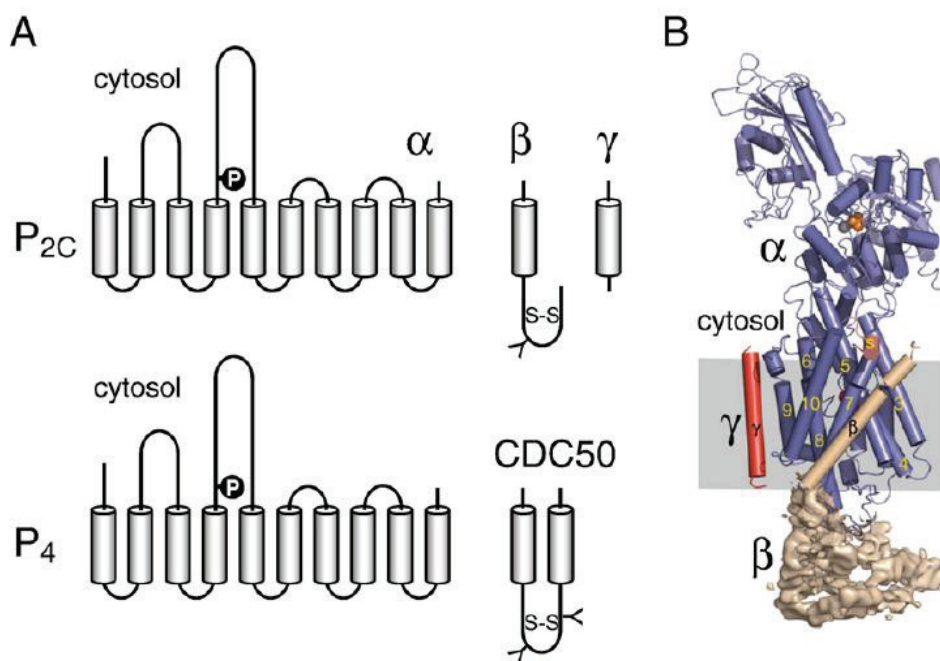 A
cytosol
α
β
γ
P
P2C
S-S
cytosol
CDC50
P
P4
S-S
B
α
cytosol
S
6
5
γ
γ
9
10
7
3
β
8
4
β